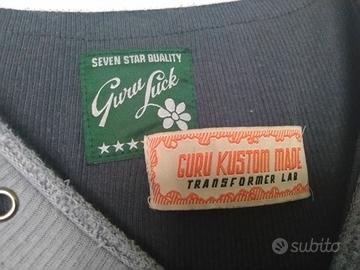 SEVEN STAR QUALITY
Guru Luck
GURU KUSTOM MADE
TRANSFORMER LAB
subito